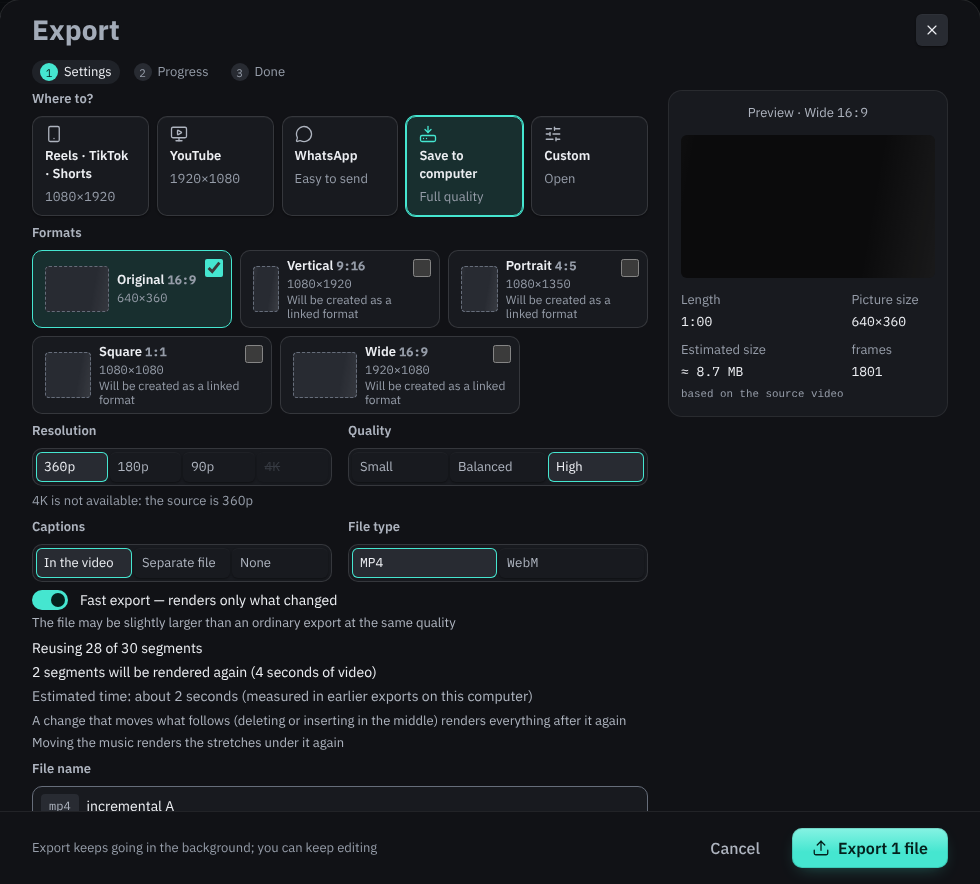 Export
1 Settings
2 Progress
3 Done
Where to?
Reels · TikTok
· Shorts
1080×1920
YouTube
1920×1080
WhatsApp
Easy to send
Save to
computer
Full quality
Custom
Open
Formats
Original 16:9
640×360
Vertical 9:16
1080×1920
Will be created as a
linked format
Portrait 4:5
1080×1350
Will be created as a
linked format
Square 1:1
1080×1080
Will be created as a linked
format
Wide 16:9
1920×1080
Will be created as a linked
format
Resolution
360p 180p 90p 4K
4K is not available: the source is 360p
Quality
Small Balanced High
Captions
In the video Separate file None
File type
MP4 WebM
Fast export — renders only what changed
The file may be slightly larger than an ordinary export at the same quality
Reusing 28 of 30 segments
2 segments will be rendered again (4 seconds of video)
Estimated time: about 2 seconds (measured in earlier exports on this computer)
A change that moves what follows (deleting or inserting in the middle) renders everything after it again
Moving the music renders the stretches under it again
File name
mp4 incremental A
Preview · Wide 16:9
Length
1:00
Picture size
640×360
Estimated size
≈ 8.7 MB
frames
1801
based on the source video
Export keeps going in the background; you can keep editing
Cancel
Export 1 file